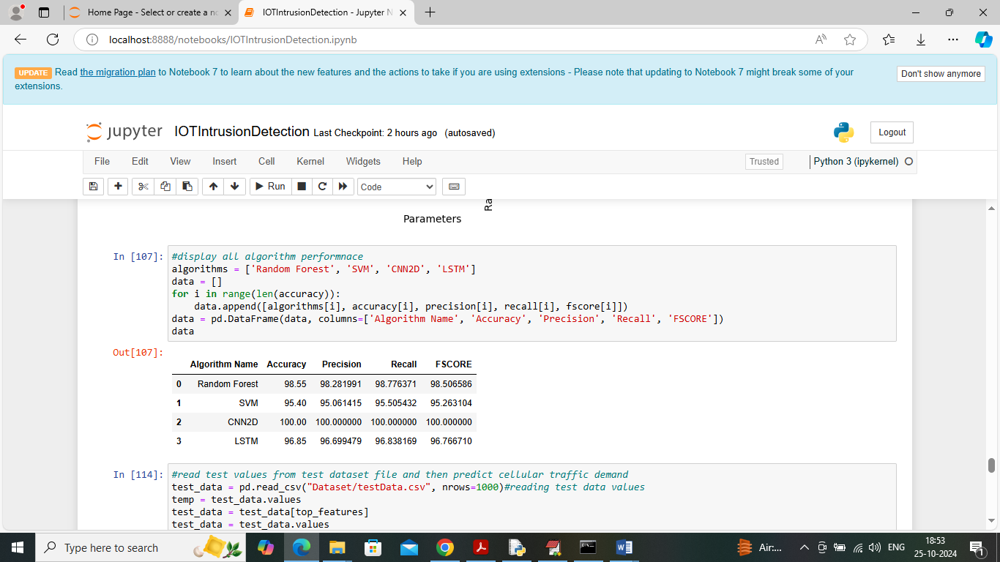 Home Page - Select or create a no
IOTIntrusionDetection - Jupyter N
localhost:8888/notebooks/IOTIntrusionDetection.ipynb
UPDATE Read the migration plan to Notebook 7 to learn about the new features and the actions to take if you are using extensions - Please note that updating to Notebook 7 might break some of your
extensions.
Don't show anymore
jupyter IOTIntrusionDetection Last Checkpoint: 2 hours ago (autosaved)
Logout
File Edit View Insert Cell Kernel Widgets Help
Trusted
Python 3 (ipykernel)
Run
Code
Ra
Parameters
In [107]:
#display all algorithm performnace
algorithms = ['Random Forest', 'SVM', 'CNN2D', 'LSTM']
data = []
for i in range(len(accuracy)):
    data.append([algorithms[i], accuracy[i], precision[i], recall[i], fscore[i]])
data = pd.DataFrame(data, columns=['Algorithm Name', 'Accuracy', 'Precision', 'Recall', 'FSCORE'])
data
Out[107]:
Algorithm Name Accuracy Precision Recall FSCORE
0 Random Forest 98.55 98.281991 98.776371 98.506586
1 SVM 95.40 95.061415 95.505432 95.263104
2 CNN2D 100.00 100.000000 100.000000 100.000000
3 LSTM 96.85 96.699479 96.838169 96.766710
In [114]:
#read test values from test dataset file and then predict cellular traffic demand
test_data = pd.read_csv("Dataset/testData.csv", nrows=1000)#reading test data values
temp = test_data.values
test_data = test_data[top_features]
test_data = test_data.values
Type here to search
Air:...
ENG
18:53
25-10-2024
1